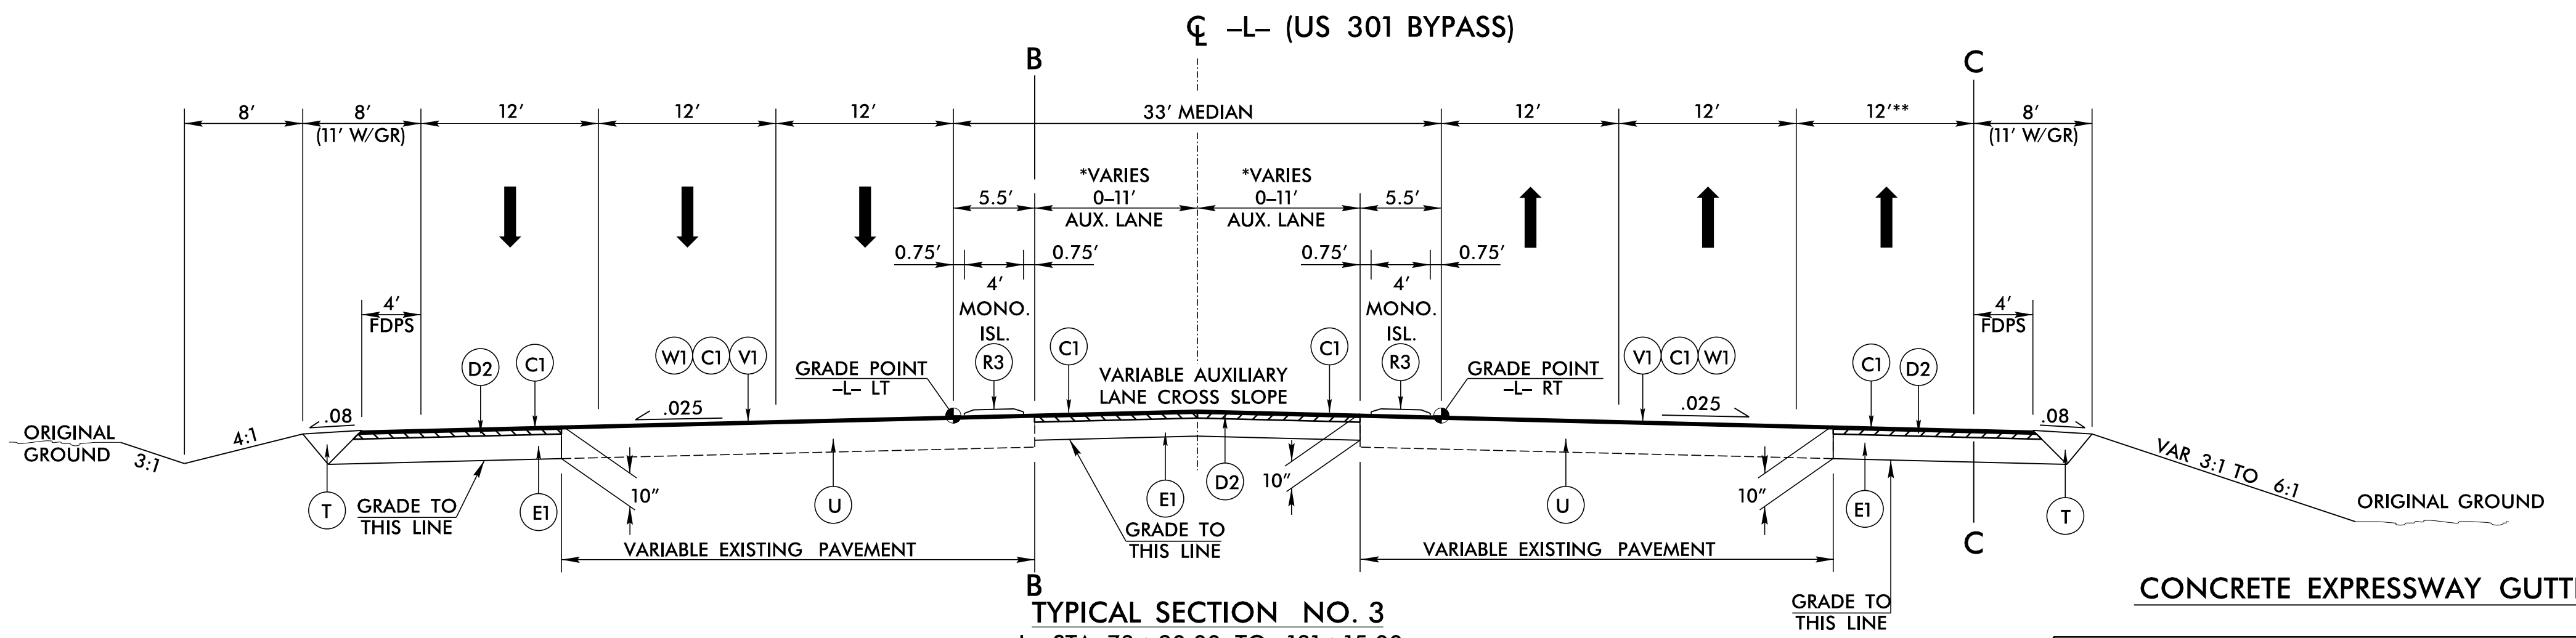 ℄ –L– (US 301 BYPASS)
B
C
8'
8'
(11' W/GR)
12'
12'
12'
33' MEDIAN
12'
12'
12'**
8'
(11' W/GR)
5.5'
*VARIES
0–11'
AUX. LANE
*VARIES
0–11'
AUX. LANE
5.5'
0.75'
0.75'
0.75'
0.75'
4'
MONO.
ISL.
4'
MONO.
ISL.
4'
FDPS
4'
FDPS
D2
C1
W1
C1
V1
GRADE POINT
–L– LT
R3
C1
VARIABLE AUXILIARY
LANE CROSS SLOPE
C1
R3
GRADE POINT
–L– RT
V1
C1
W1
C1
D2
.08
.025
.025
.08
ORIGINAL
GROUND
3:1
4:1
VAR 3:1 TO 6:1
ORIGINAL GROUND
T
GRADE TO
THIS LINE
E1
10"
U
E1
D2
10"
U
10"
E1
T
GRADE TO
THIS LINE
VARIABLE EXISTING PAVEMENT
VARIABLE EXISTING PAVEMENT
C
B
TYPICAL SECTION NO. 3
GRADE TO
THIS LINE
CONCRETE EXPRESSWAY